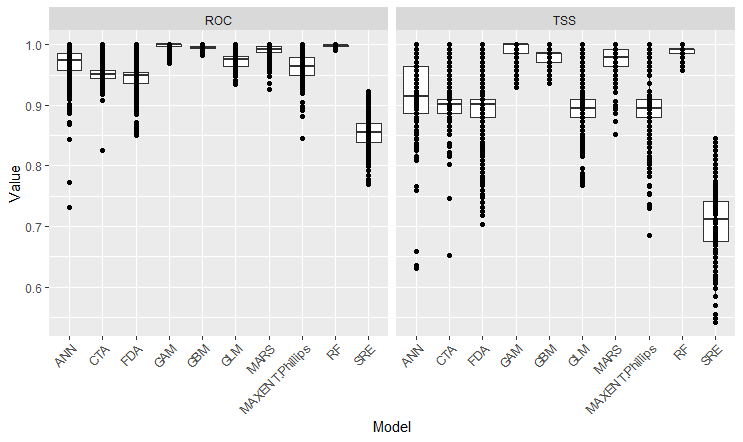 ROC
TSS
Value
1.0
0.9
0.8
0.7
0.6
ANN
CTA
FDA
GAM
GBM
GLM
MARS
MAXENT.Phillips
RF
SRE
ANN
CTA
FDA
GAM
GBM
GLM
MARS
MAXENT.Phillips
RF
SRE
Model